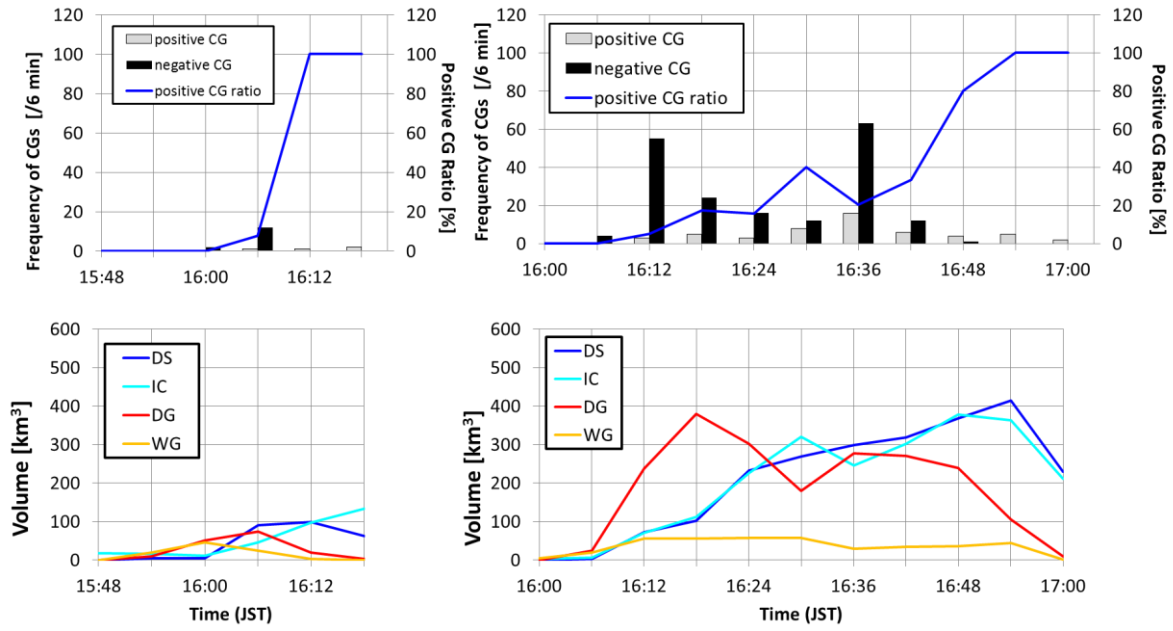 Frequency of CGs [/6 min]
120
100
80
60
40
20
0
positive CG
negative CG
positive CG ratio
120
100
80
60
40
20
0
Positive CG Ratio [%]
15:48
16:00
16:12
Frequency of CGs [/6 min]
120
100
80
60
40
20
0
positive CG
negative CG
positive CG ratio
120
100
80
60
40
20
0
Positive CG Ratio [%]
16:00
16:12
16:24
16:36
16:48
17:00
Volume [km³]
600
500
400
300
200
100
0
DS
IC
DG
WG
15:48
16:00
16:12
Time (JST)
Volume [km³]
600
500
400
300
200
100
0
DS
IC
DG
WG
16:00
16:12
16:24
16:36
16:48
17:00
Time (JST)